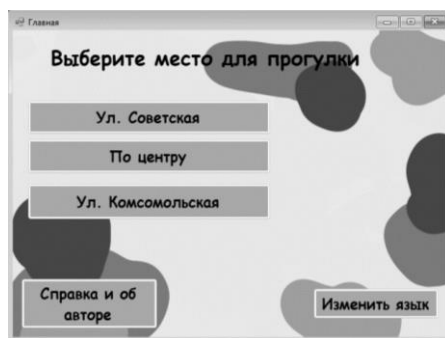 Главная
Выберите место для прогулки
Ул. Советская
По центру
Ул. Комсомольская
Справка и об
авторе
Изменить язык